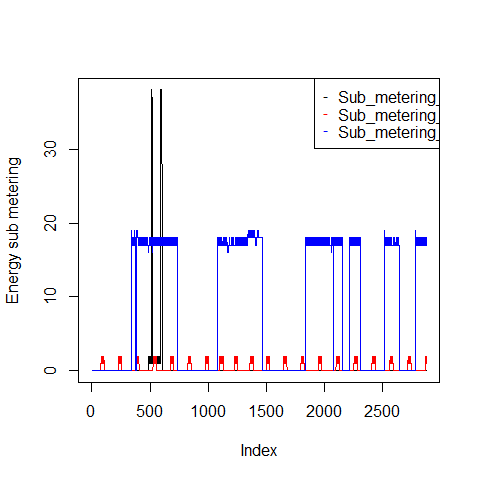 Sub_metering_
Sub_metering_
Sub_metering_
Energy sub metering
30
20
10
0
0 500 1000 1500 2000 2500
Index